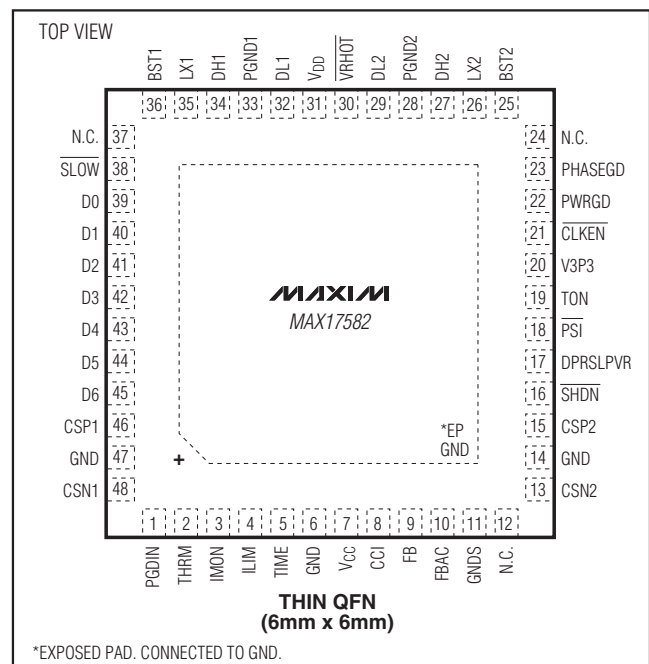 TOP VIEW
BST1 LX1 DH1 PGND1 DL1 VDD VRHOT DL2 PGND2 DH2 LX2 BST2
36 35 34 33 32 31 30 29 28 27 26 25
N.C. 37 24 N.C.
SLOW 38 23 PHASEGD
D0 39 22 PWRGD
D1 40 21 CLKEN
D2 41 20 V3P3
D3 42 MAXIM 19 TON
D4 43 MAX17582 18 PSI
D5 44 17 DPRSLPVR
D6 45 16 SHDN
CSP1 46 *EP 15 CSP2
GND 47 + GND 14 GND
CSN1 48 13 CSN2
1 2 3 4 5 6 7 8 9 10 11 12
PGDIN THRM IMON ILIM TIME GND VCC CCI FB FBAC GNDS N.C.
THIN QFN
(6mm x 6mm)
*EXPOSED PAD. CONNECTED TO GND.